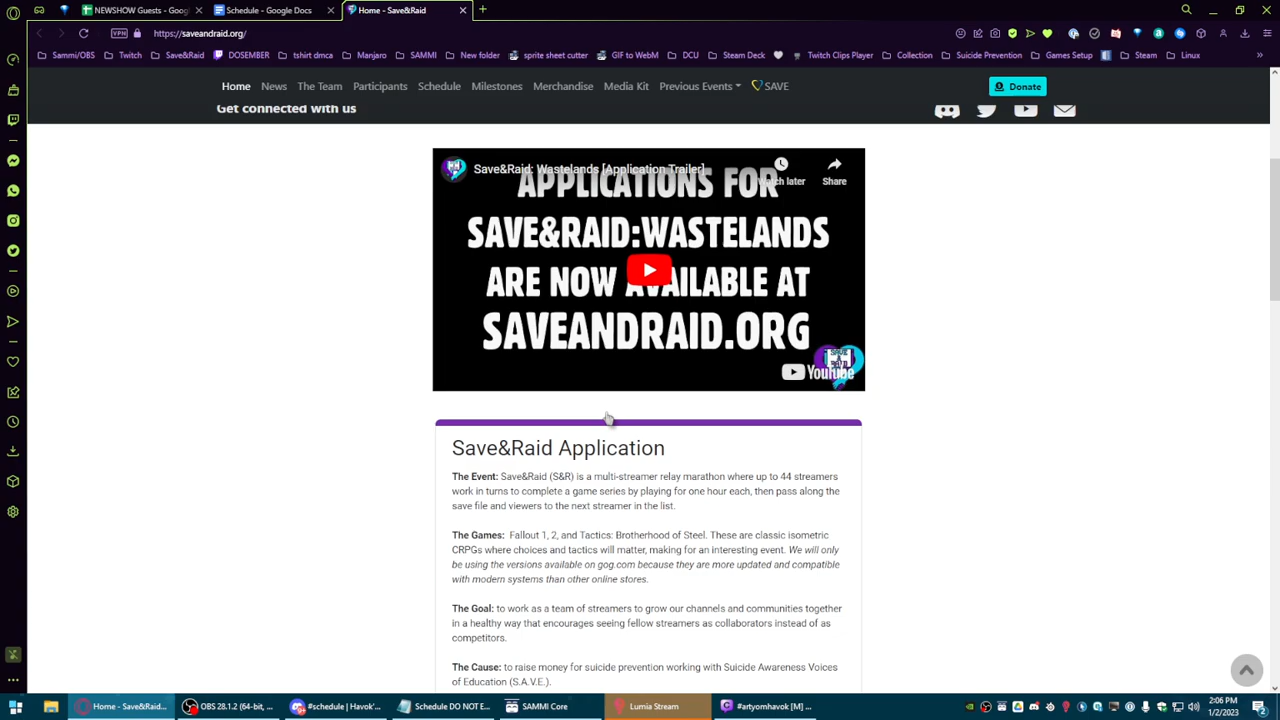 NEWSHOW Guests - Goog
Schedule - Google Docs
Home - Save&Raid
VPN
https://saveandraid.org/
Sammi/OBS
Twitch
Save&Raid
DOSEMBER
tshirt dmca
Manjaro
SAMMI
New folder
sprite sheet cutter
GIF to WebM
DCU
Steam Deck
Twitch Clips Player
Collection
Suicide Prevention
Games Setup
Steam
Linux
Home
News
The Team
Participants
Schedule
Milestones
Merchandise
Media Kit
Previous Events
SAVE
Donate
Get connected with us
Save&Raid: Wastelands [Application Trailer]
Watch later
Share
APPLICATIONS FOR
SAVE&RAID:WASTELANDS
ARE NOW AVAILABLE AT
SAVEANDRAID.ORG
YouTube
Save&Raid Application
The Event: Save&Raid (S&R) is a multi-streamer relay marathon where up to 44 streamers
work in turns to complete a game series by playing for one hour each, then pass along the
save file and viewers to the next streamer in the list.
The Games: Fallout 1, 2, and Tactics: Brotherhood of Steel. These are classic isometric
CRPGs where choices and tactics will matter, making for an interesting event. We will only
be using the versions available on gog.com because they are more updated and compatible
with modern systems than other online stores.
The Goal: to work as a team of streamers to grow our channels and communities together
in a healthy way that encourages seeing fellow streamers as collaborators instead of as
competitors.
The Cause: to raise money for suicide prevention working with Suicide Awareness Voices
of Education (S.A.V.E.).
Home - Save&Raid...
OBS 28.1.2 (64-bit, ...
#schedule | Havok'...
Schedule DO NOT E...
SAMMI Core
Lumia Stream
#artyomhavok [M] ...
2:06 PM
1/2/2023